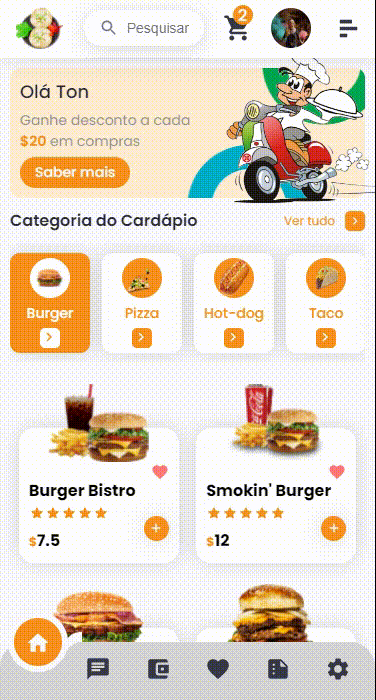 Pesquisar
2
Olá Ton
Ganhe desconto a cada
$20 em compras
Saber mais
Categoria do Cardápio
Ver tudo
Burger
Pizza
Hot-dog
Taco
Burger Bistro
$7.5
Smokin' Burger
$12